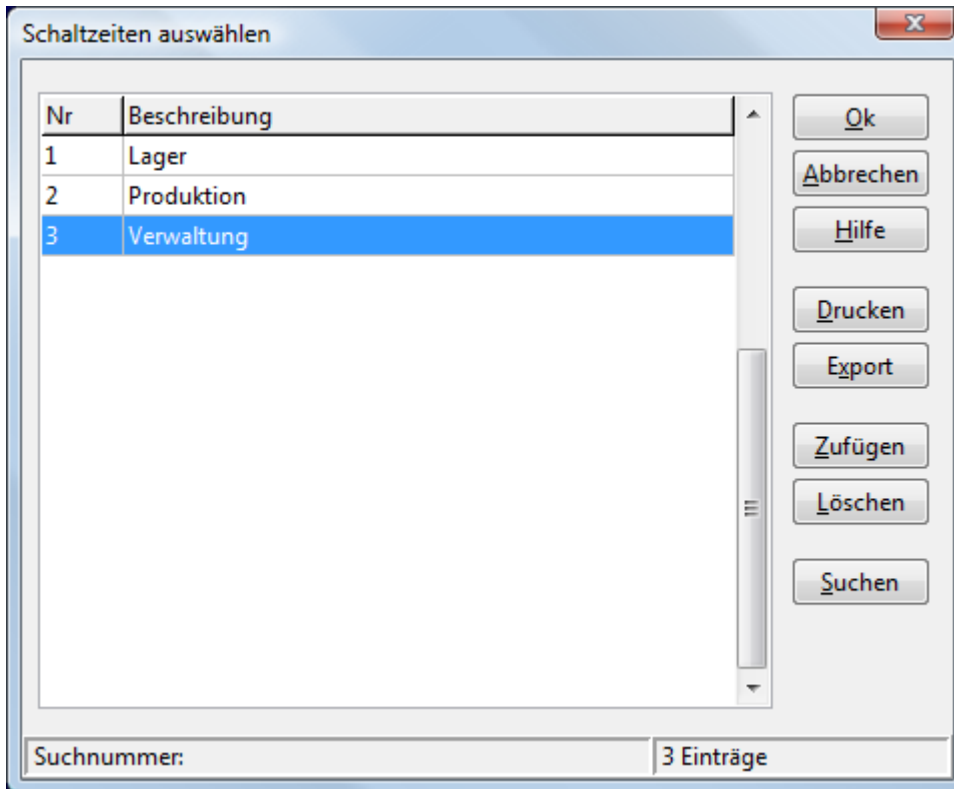 Schaltzeiten auswählen
Nr Beschreibung
1 Lager
2 Produktion
3 Verwaltung
Ok
Abbrechen
Hilfe
Drucken
Export
Zufügen
Löschen
Suchen
Suchnummer: 3 Einträge